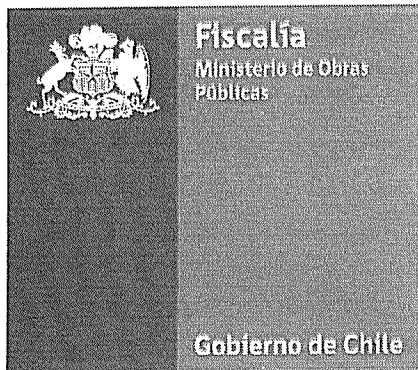 Fiscalía
Ministerio de Obras
Públicas
Gobierno de Chile